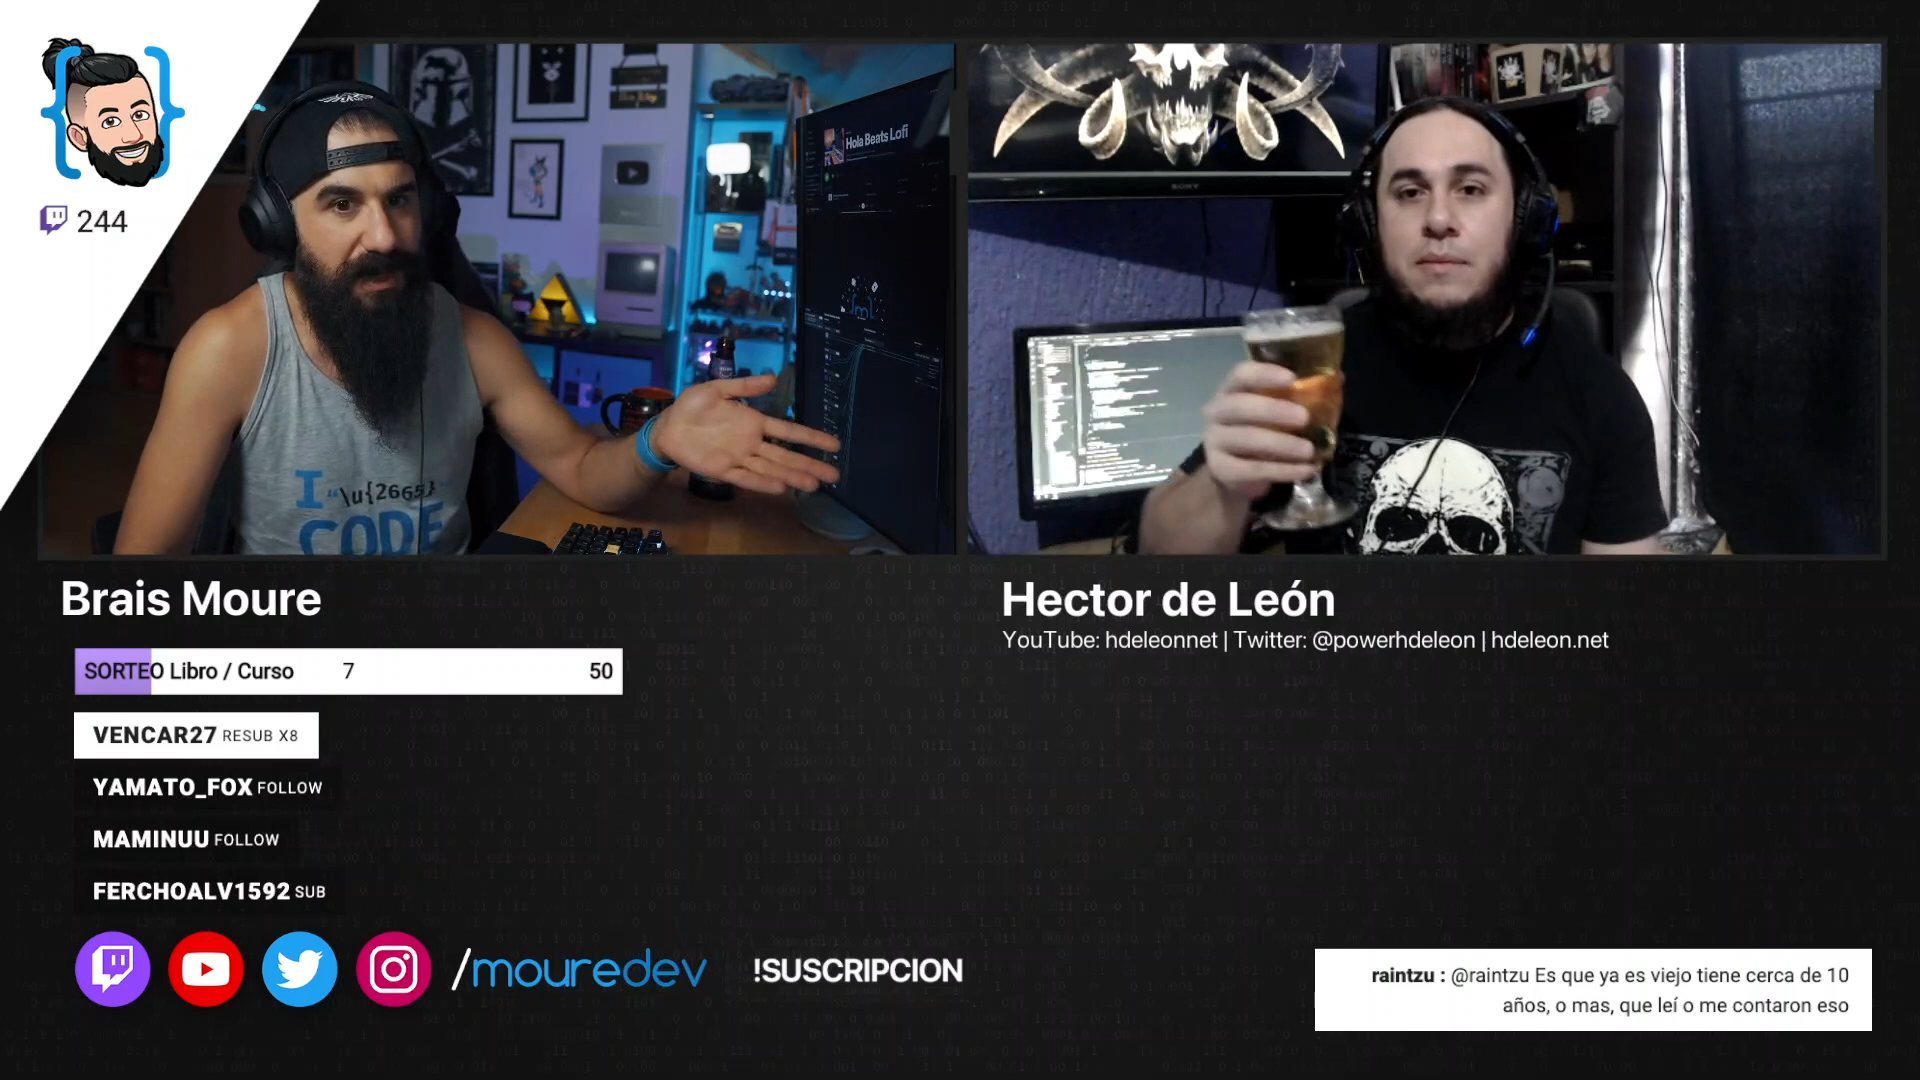 244
Hola Beats Lofi
SONY
I "\u{2665}"
CODE
Brais Moure
Hector de León
YouTube: hdeleonnet | Twitter: @powerhdeleon | hdeleon.net
SORTEO Libro / Curso 7 50
VENCAR27 RESUB X8
YAMATO_FOX FOLLOW
MAMINUU FOLLOW
FERCHOALV1592 SUB
/mouredev !SUSCRIPCION
raintzu : @raintzu Es que ya es viejo tiene cerca de 10
años, o mas, que leí o me contaron eso